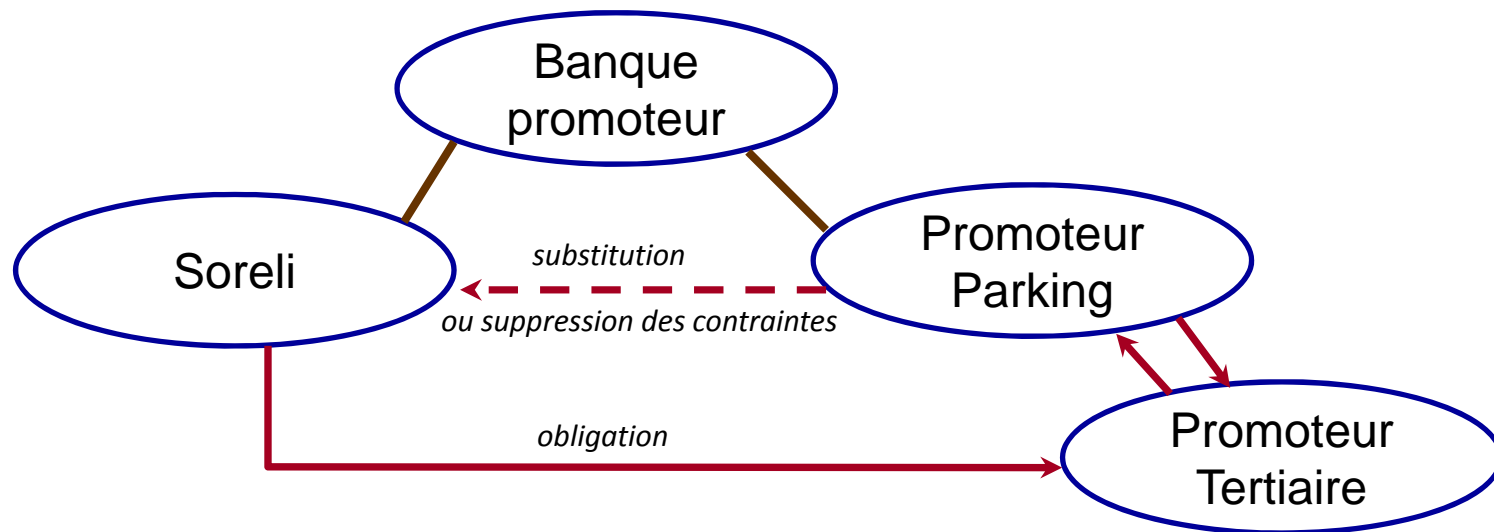 Banque
promoteur
Soreli
substitution
ou suppression des contraintes
Promoteur
Parking
obligation
Promoteur
Tertiaire